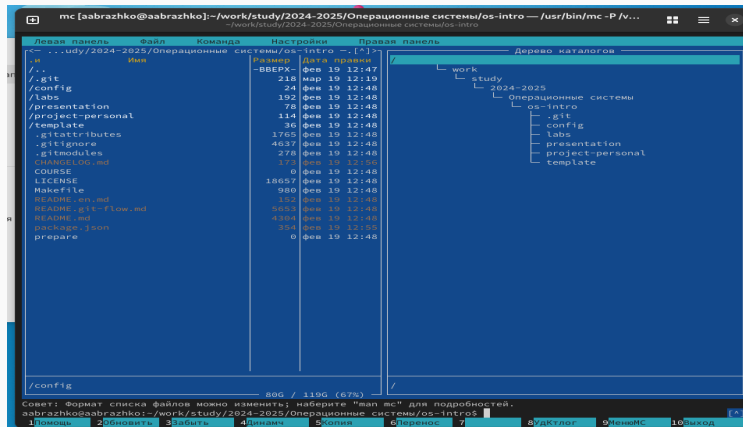 mc [aabrazhko@aabrazhko]:~/work/study/2024-2025/Операционные системы/os-intro — /usr/bin/mc -P /v...
~/work/study/2024-2025/Операционные системы/os-intro
Левая панель Файл Команда Настройки Правая панель
<— ...udy/2024-2025/Операционные системы/os-intro —.[^]>
.и Имя Размер Дата правки
/.. -ВВЕРХ- фев 19 12:47
/.git 218 мар 19 12:19
/config 24 фев 19 12:48
/labs 192 фев 19 12:48
/presentation 78 фев 19 12:48
/project-personal 114 фев 19 12:48
/template 36 фев 19 12:48
.gitattributes 1765 фев 19 12:48
.gitignore 4637 фев 19 12:48
.gitmodules 278 фев 19 12:48
CHANGELOG.md 173 фев 19 12:56
COURSE 0 фев 19 12:48
LICENSE 18657 фев 19 12:48
Makefile 980 фев 19 12:48
README.en.md 152 фев 19 12:48
README.git-flow.md 5653 фев 19 12:48
README.md 4304 фев 19 12:48
package.json 354 фев 19 12:55
prepare 0 фев 19 12:48
/config
80G / 119G (67%)
Дерево каталогов
/
work
study
2024-2025
Операционные системы
os-intro
.git
config
labs
presentation
project-personal
template
/
Совет: Формат списка файлов можно изменить; наберите "man mc" для подробностей.
aabrazhko@aabrazhko:~/work/study/2024-2025/Операционные системы/os-intro$ [^]
1Помощь 2Обновить 3Забыть 4Динамич 5Копия 6Перенос 7 8УдКтлог 9МенюMC 10Выход